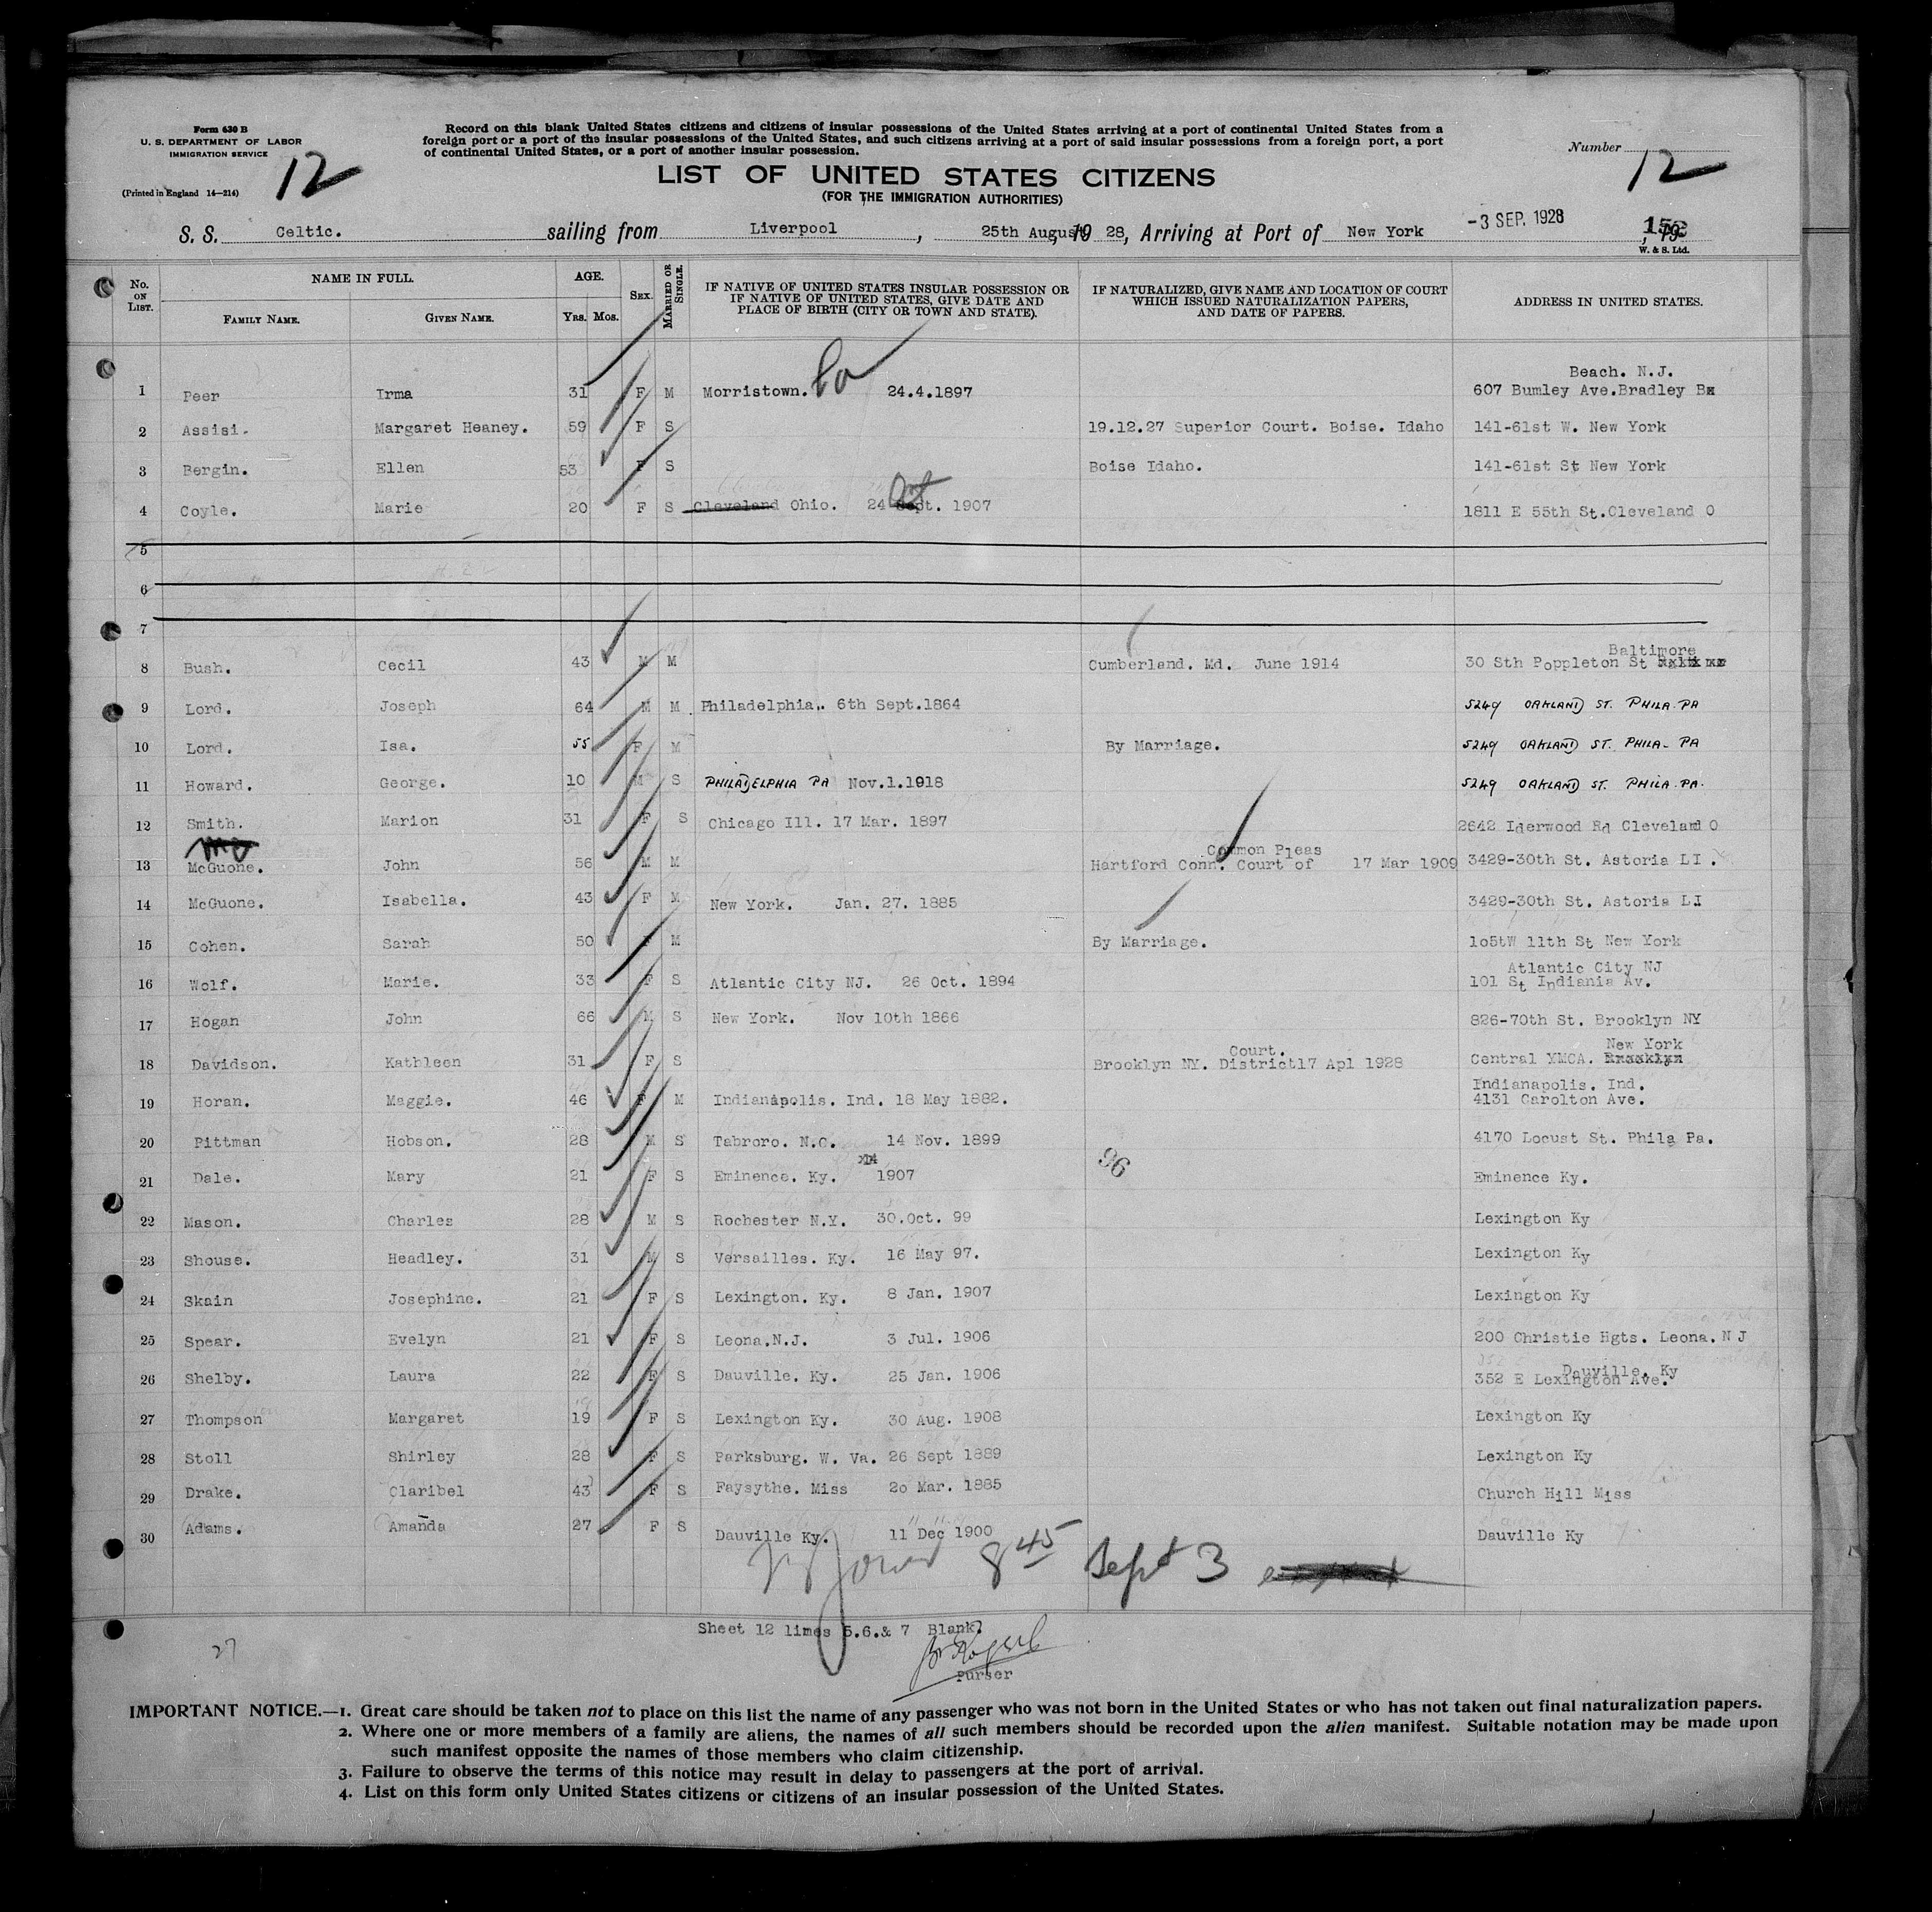 Form 630 B
U. S. DEPARTMENT OF LABOR
IMMIGRATION SERVICE
(Printed in England 14—214)
12
Record on this blank United States citizens and citizens of insular possessions of the United States arriving at a port of continental United States from a
foreign port or a port of the insular possessions of the United States, and such citizens arriving at a port of said insular possessions from a foreign port, a port
of continental United States, or a port of another insular possession.
LIST OF UNITED STATES CITIZENS
(FOR THE IMMIGRATION AUTHORITIES)
Number 12
S. S. Celtic. sailing from Liverpool, 25th August 19 28, Arriving at Port of New York -3 SEP. 1928
W. & S. Ltd.
No. ON LIST. NAME IN FULL. AGE. SEX. MARRIED OR SINGLE. IF NATIVE OF UNITED STATES INSULAR POSSESSION OR IF NATIVE OF UNITED STATES, GIVE DATE AND PLACE OF BIRTH (CITY OR TOWN AND STATE). IF NATURALIZED, GIVE NAME AND LOCATION OF COURT WHICH ISSUED NATURALIZATION PAPERS, AND DATE OF PAPERS. ADDRESS IN UNITED STATES.
FAMILY NAME. GIVEN NAME. YRS. MOS.
Beach. N.J.
1 Peer Irma 31 F M Morristown. 24.4.1897 607 Bumley Ave.Bradley
2 Assisi. Margaret Heaney. 59 F S 19.12.27 Superior Court. Boise. Idaho 141-61st W. New York
3 Bergin. Ellen 53 F S Boise Idaho. 141-61st St New York
4 Coyle. Marie 20 F S Cleveland Ohio. 24 Oct Sept. 1907 1811 E 55th St.Cleveland O
5
6
7
Baltimore
8 Bush. Cecil 43 M M Cumberland. Md. June 1914 30 Sth Poppleton St
9 Lord. Joseph 64 M M Philadelphia. 6th Sept.1864 5249 OAKLAND ST. PHILA. PA
10 Lord. Isa. 55 F M By Marriage. 5249 OAKLAND ST. PHILA. PA
11 Howard. George. 10 M S PHILADELPHIA PA Nov.1.1918 5249 OAKLAND ST. PHILA. PA.
12 Smith. Marion 31 F S Chicago Ill. 17 Mar. 1897 2642 Iderwood Rd Cleveland O
Common Pleas
13 McGuone. John 56 M M Hartford Conn. Court of 17 Mar 1909 3429-30th St. Astoria LI.
14 McGuone. Isabella. 43 F M New York. Jan. 27. 1885 3429-30th St. Astoria LI
15 Cohen. Sarah 50 F M By Marriage. 1o5tW 11th St New York
Atlantic City NJ
16 Wolf. Marie. 33 F S Atlantic City NJ. 26 Oct. 1894 101 St Indiania Av.
17 Hogan John 66 M S New York. Nov 10th 1866 826-70th St. Brooklyn NY
Court. New York
18 Davidson. Kathleen 31 F S Brooklyn NY. District17 Apl 1928 Central YMCA. Brooklyn
Indianapolis. Ind.
19 Horan. Maggie. 46 F M Indianapolis. Ind. 18 May 1882. 4131 Carolton Ave.
20 Pittman Hobson. 28 M S Tabroro. N.C. 14 Nov. 1899 4170 Locust St. Phila Pa.
96
21 Dale. Mary 21 F S Eminence. Ky. 1907 Eminence Ky.
22 Mason. Charles 28 M S Rochester N.Y. 30.Oct. 99 Lexington Ky
23 Shouse. Headley. 31 M S Versailles. Ky. 16 May 97. Lexington Ky
24 Skain Josephine. 21 F S Lexington. Ky. 8 Jan. 1907 Lexington Ky
25 Spear. Evelyn 21 F S Leona.N.J. 3 Jul. 1906 200 Christie Hgts. Leona. N J
Dauville. Ky
26 Shelby. Laura 22 F S Dauville. Ky. 25 Jan. 1906 352 E Lexington Ave.
27 Thompson Margaret 19 F S Lexington Ky. 30 Aug. 1908 Lexington Ky
28 Stoll Shirley 28 F S Parksburg. W. Va. 26 Sept 1889 Lexington Ky
29 Drake. Claribel 43 F S Faysythe. Miss 2o Mar. 1885 Church Hill Miss
30 Adams. Amanda 27 F S Dauville Ky. 11 Dec 1900 Dauville Ky
8 45 Sept 3
Sheet 12 lines 5.6.& 7 Blank.
27
Purser
IMPORTANT NOTICE.—1. Great care should be taken not to place on this list the name of any passenger who was not born in the United States or who has not taken out final naturalization papers.
2. Where one or more members of a family are aliens, the names of all such members should be recorded upon the alien manifest. Suitable notation may be made upon
such manifest opposite the names of those members who claim citizenship.
3. Failure to observe the terms of this notice may result in delay to passengers at the port of arrival.
4. List on this form only United States citizens or citizens of an insular possession of the United States.